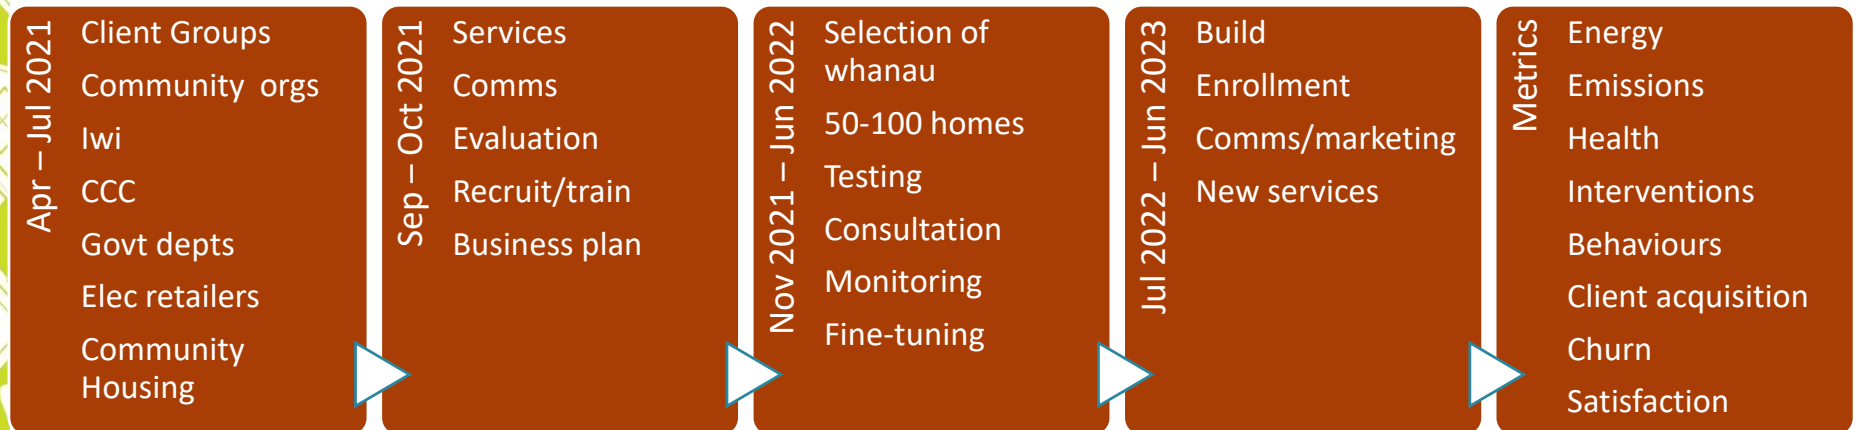 Apr – Jul 2021
Client Groups
Community  orgs
Iwi
CCC
Govt depts
Elec retailers
Community
Housing
Sep – Oct 2021
Services
Comms
Evaluation
Recruit/train
Business plan
Nov 2021 – Jun 2022
Selection of
whanau
50-100 homes
Testing
Consultation
Monitoring
Fine-tuning
Jul 2022 – Jun 2023
Build
Enrollment
Comms/marketing
New services
Metrics
Energy
Emissions
Health
Interventions
Behaviours
Client acquisition
Churn
Satisfaction